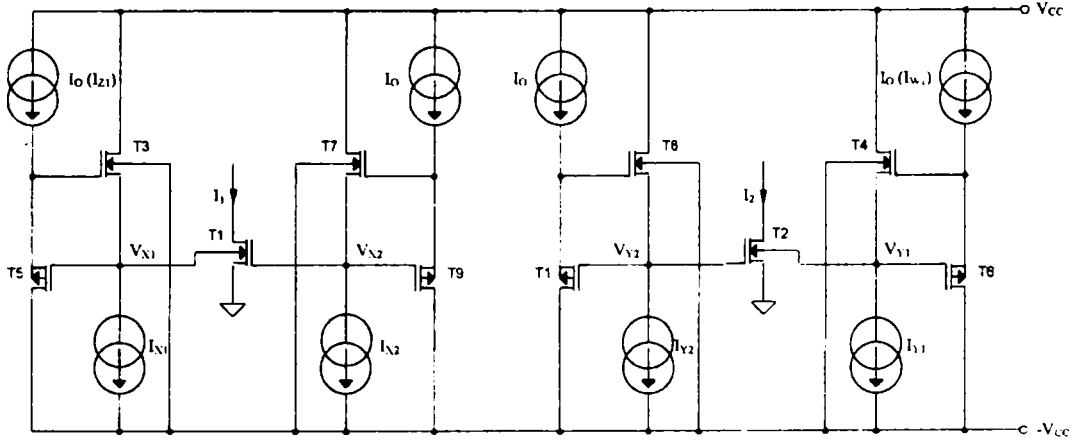 VCC
IO (IZ1) IO IO IO (IW1)
T3 T7 T6 T4
I1 I2
T1 T2
VX1 VX2 VY2 VY1
T5 T9 T1 T8
IX1 IX2 IY2 IY1
-VCC